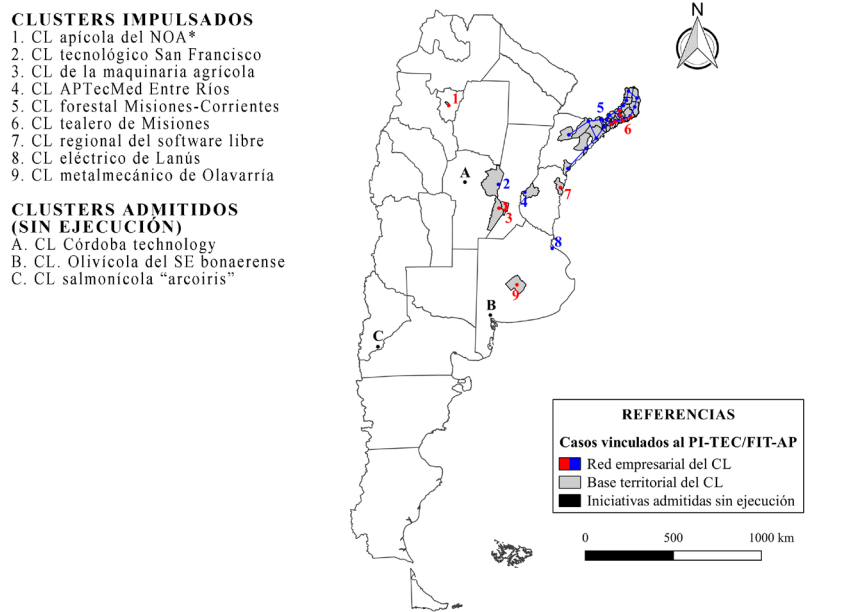 CLUSTERS IMPULSADOS
1. CL apícola del NOA*
2. CL tecnológico San Francisco
3. CL de la maquinaria agrícola
4. CL APTecMed Entre Ríos
5. CL forestal Misiones-Corrientes
6. CL tealero de Misiones
7. CL regional del software libre
8. CL eléctrico de Lanús
9. CL metalmecánico de Olavarría
CLUSTERS ADMITIDOS
(SIN EJECUCIÓN)
A. CL Córdoba technology
B. CL. Olivícola del SE bonaerense
C. CL salmonícola “arcoiris”
N
1
5
6
A
2
4
7
3
8
9
B
C
REFERENCIAS
Casos vinculados al PI-TEC/FIT-AP
Red empresarial del CL
Base territorial del CL
Iniciativas admitidas sin ejecución
0 500 1000 km